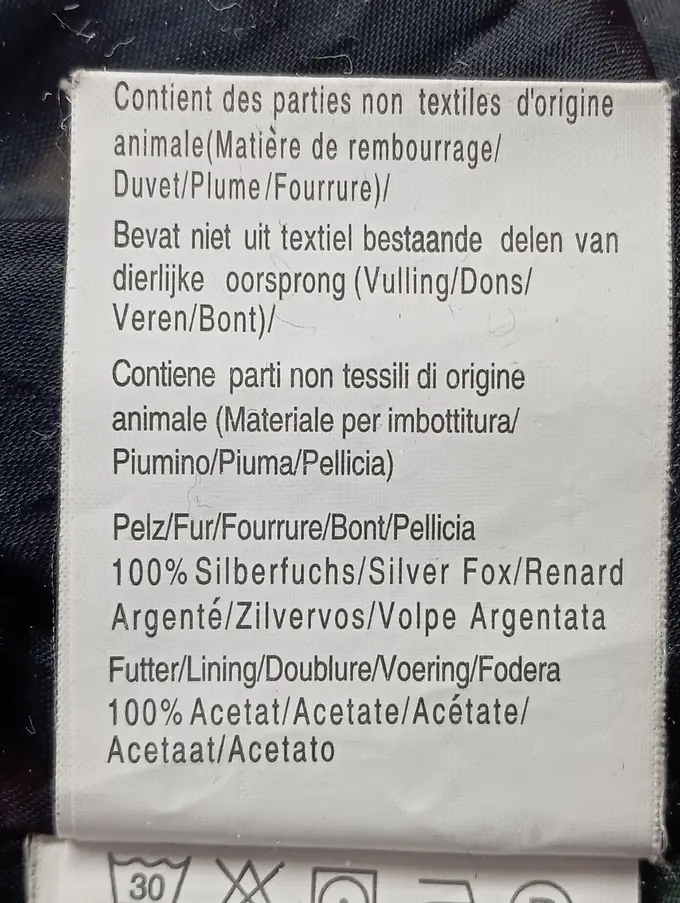 Contient des parties non textiles d'origine
animale(Matière de rembourrage/
Duvet/Plume/Fourrure)/
Bevat niet uit textiel bestaande delen van
dierlijke oorsprong (Vulling/Dons/
Veren/Bont)/
Contiene parti non tessili di origine
animale (Materiale per imbottitura/
Piumino/Piuma/Pellicia)
Pelz/Fur/Fourrure/Bont/Pellicia
100% Silberfuchs/Silver Fox/Renard
Argenté/Zilvervos/Volpe Argentata
Futter/Lining/Doublure/Voering/Fodera
100% Acetat/Acetate/Acétate/
Acetaat/Acetato
30